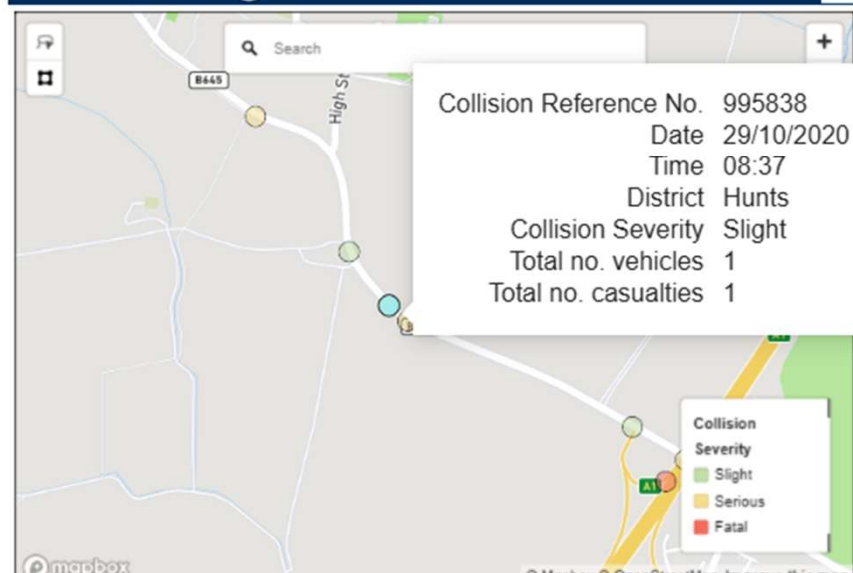 Search
+
B645
High St
Collision Reference No. 995838
Date 29/10/2020
Time 08:37
District Hunts
Collision Severity Slight
Total no. vehicles 1
Total no. casualties 1
A1
Collision
Severity
Slight
Serious
Fatal
A1
mapbox